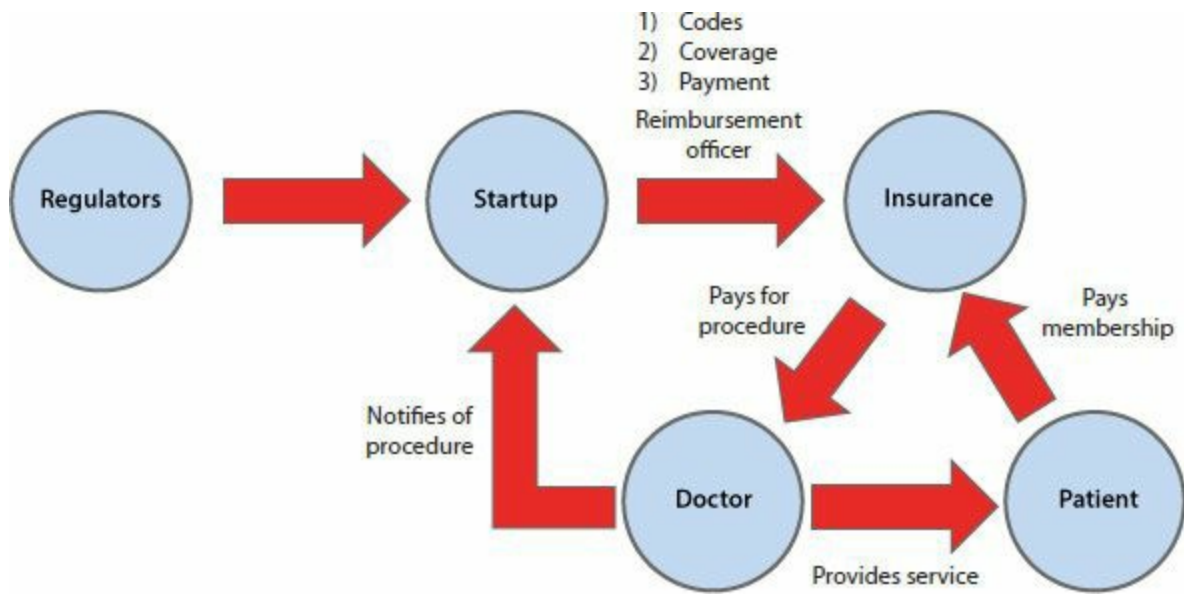 1) Codes
2) Coverage
3) Payment
Reimbursement
officer
Regulators
Startup
Insurance
Pays for
procedure
Pays
membership
Notifies of
procedure
Doctor
Patient
Provides service